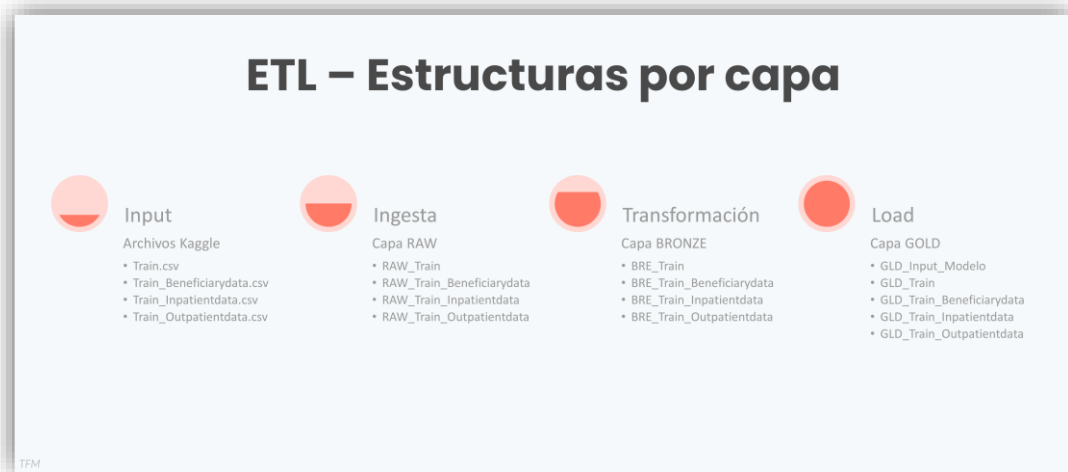 ETL – Estructuras por capa
Input
Archivos Kaggle
• Train.csv
• Train_Beneficiarydata.csv
• Train_Inpatientdata.csv
• Train_Outpatientdata.csv
Ingesta
Capa RAW
• RAW_Train
• RAW_Train_Beneficiarydata
• RAW_Train_Inpatientdata
• RAW_Train_Outpatientdata
Transformación
Capa BRONZE
• BRE_Train
• BRE_Train_Beneficiarydata
• BRE_Train_Inpatientdata
• BRE_Train_Outpatientdata
Load
Capa GOLD
• GLD_Input_Modelo
• GLD_Train
• GLD_Train_Beneficiarydata
• GLD_Train_Inpatientdata
• GLD_Train_Outpatientdata
TFM